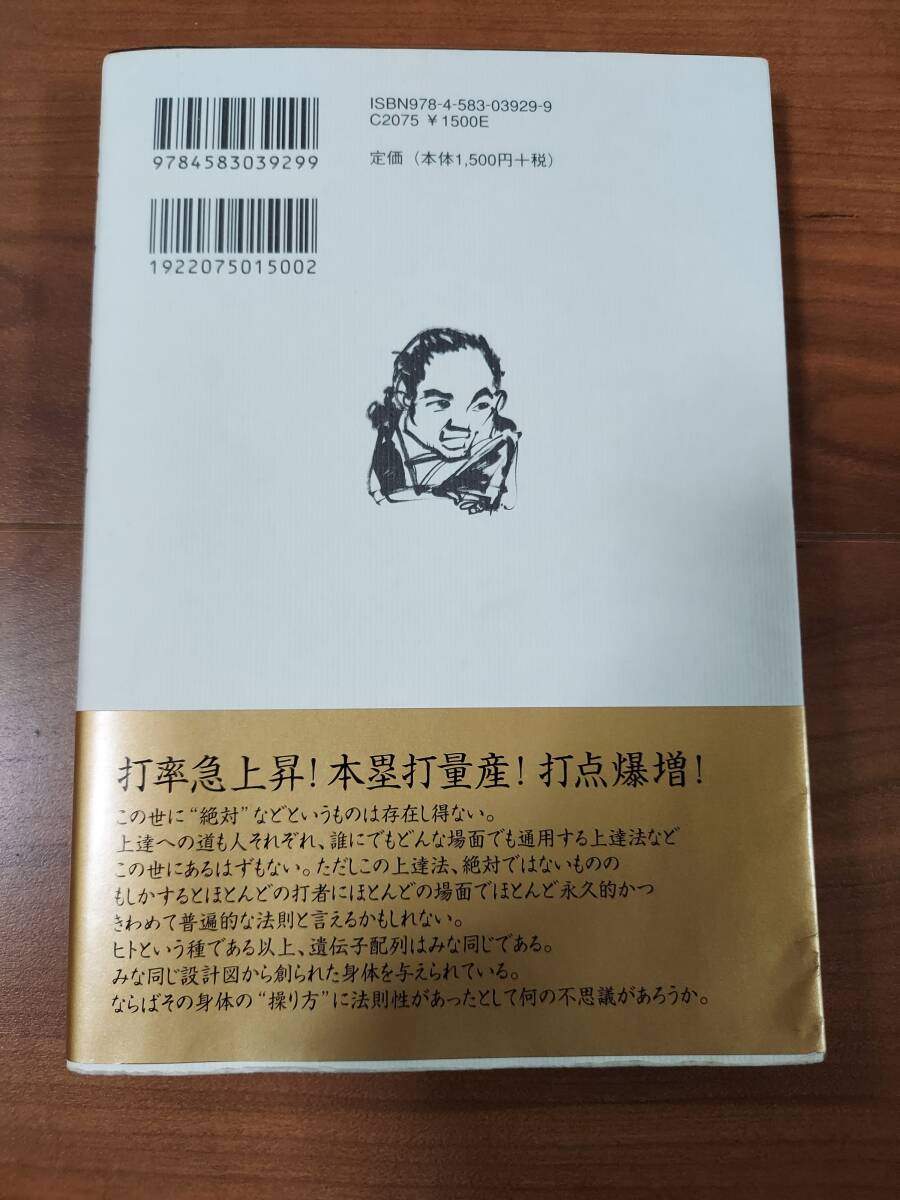 ISBN978-4-583-03929-9
C2075 ￥1500E
定価（本体1,500円＋税）
9784583039299
1922075015002
打率急上昇！本塁打量産！打点爆増！
この世に“絶対”などというものは存在し得ない。
上達への道も人それぞれ、誰にでもどんな場面でも通用する上達法など
この世にあるはずもない。ただしこの上達法、絶対ではないものの
もしかするとほとんどの打者にほとんどの場面でほとんど永久的かつ
きわめて普遍的な法則と言えるかもしれない。
ヒトという種である以上、遺伝子配列はみな同じである。
みな同じ設計図から創られた身体を与えられている。
ならばその身体の“操り方”に法則性があったとして何の不思議があろうか。